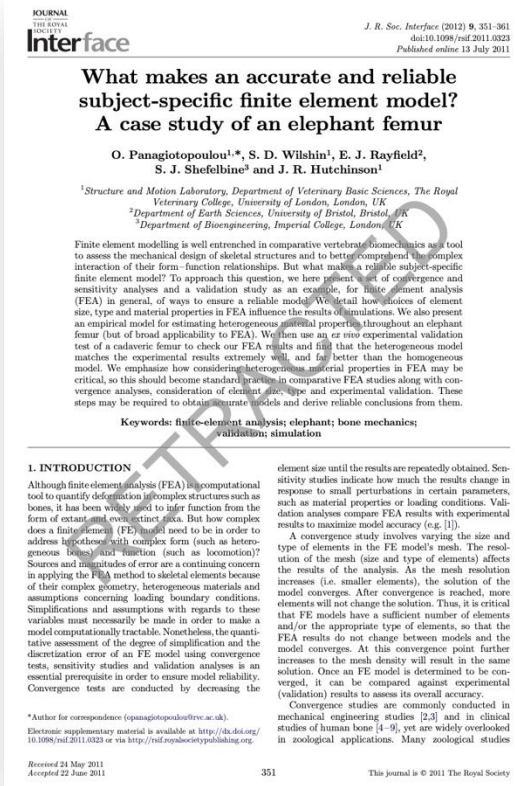 JOURNAL
OF
THE ROYAL
SOCIETY
Interface
J. R. Soc. Interface (2012) 9, 351–361
doi:10.1098/rsif.2011.0323
Published online 13 July 2011
What makes an accurate and reliable
subject-specific finite element model?
A case study of an elephant femur
O. Panagiotopoulou1,*, S. D. Wilshin1, E. J. Rayfield2,
S. J. Shefelbine3 and J. R. Hutchinson1
1Structure and Motion Laboratory, Department of Veterinary Basic Sciences, The Royal
Veterinary College, University of London, London, UK
2Department of Earth Sciences, University of Bristol, Bristol, UK
3Department of Bioengineering, Imperial College, London, UK
Finite element modelling is well entrenched in comparative vertebrate biomechanics as a tool
to assess the mechanical design of skeletal structures and to better comprehend the complex
interaction of their form–function relationships. But what makes a reliable subject-specific
finite element model? To approach this question, we here present a set of convergence and
sensitivity analyses and a validation study as an example, for finite element analysis
(FEA) in general, of ways to ensure a reliable model. We detail how choices of element
size, type and material properties in FEA influence the results of simulations. We also present
an empirical model for estimating heterogeneous material properties throughout an elephant
femur (but of broad applicability to FEA). We then use an ex vivo experimental validation
test of a cadaveric femur to check our FEA results and find that the heterogeneous model
matches the experimental results extremely well, and far better than the homogeneous
model. We emphasize how considering heterogeneous material properties in FEA may be
critical, so this should become standard practice in comparative FEA studies along with con-
vergence analyses, consideration of element size, type and experimental validation. These
steps may be required to obtain accurate models and derive reliable conclusions from them.
Keywords: finite-element analysis; elephant; bone mechanics;
validation; simulation
RETRACTED
1. INTRODUCTION
Although finite element analysis (FEA) is a computational
tool to quantify deformation in complex structures such as
bones, it has been widely used to infer function from the
form of extant and even extinct taxa. But how complex
does a finite element (FE) model need to be in order to
address hypotheses with complex form (such as hetero-
geneous bones) and function (such as locomotion)?
Sources and magnitudes of error are a continuing concern
in applying the FEA method to skeletal elements because
of their complex geometry, heterogeneous materials and
assumptions concerning loading boundary conditions.
Simplifications and assumptions with regards to these
variables must necessarily be made in order to make a
model computationally tractable. Nonetheless, the quanti-
tative assessment of the degree of simplification and the
discretization error of an FE model using convergence
tests, sensitivity studies and validation analyses is an
essential prerequisite in order to ensure model reliability.
Convergence tests are conducted by decreasing the
*Author for correspondence (opanagiotopoulou@rvc.ac.uk).
Electronic supplementary material is available at http://dx.doi.org/
10.1098/rsif.2011.0323 or via http://rsif.royalsocietypublishing.org.
element size until the results are repeatedly obtained. Sen-
sitivity studies indicate how much the results change in
response to small perturbations in certain parameters,
such as material properties or loading conditions. Vali-
dation analyses compare FEA results with experimental
results to maximize model accuracy (e.g. [1]).
A convergence study involves varying the size and
type of elements in the FE model's mesh. The resol-
ution of the mesh (size and type of elements) affects
the results of the analysis. As the mesh resolution
increases (i.e. smaller elements), the solution of the
model converges. After convergence is reached, more
elements will not change the solution. Thus, it is critical
that FE models have a sufficient number of elements
and/or the appropriate type of elements, so that the
FEA results do not change between models and the
model converges. At this convergence point further
increases to the mesh density will result in the same
solution. Once an FE model is determined to be con-
verged, it can be compared against experimental
(validation) results to assess its overall accuracy.
Convergence studies are commonly conducted in
mechanical engineering studies [2,3] and in clinical
studies of human bone [4–9], yet are widely overlooked
in zoological applications. Many zoological studies
Received 24 May 2011
Accepted 22 June 2011
351
This journal is © 2011 The Royal Society